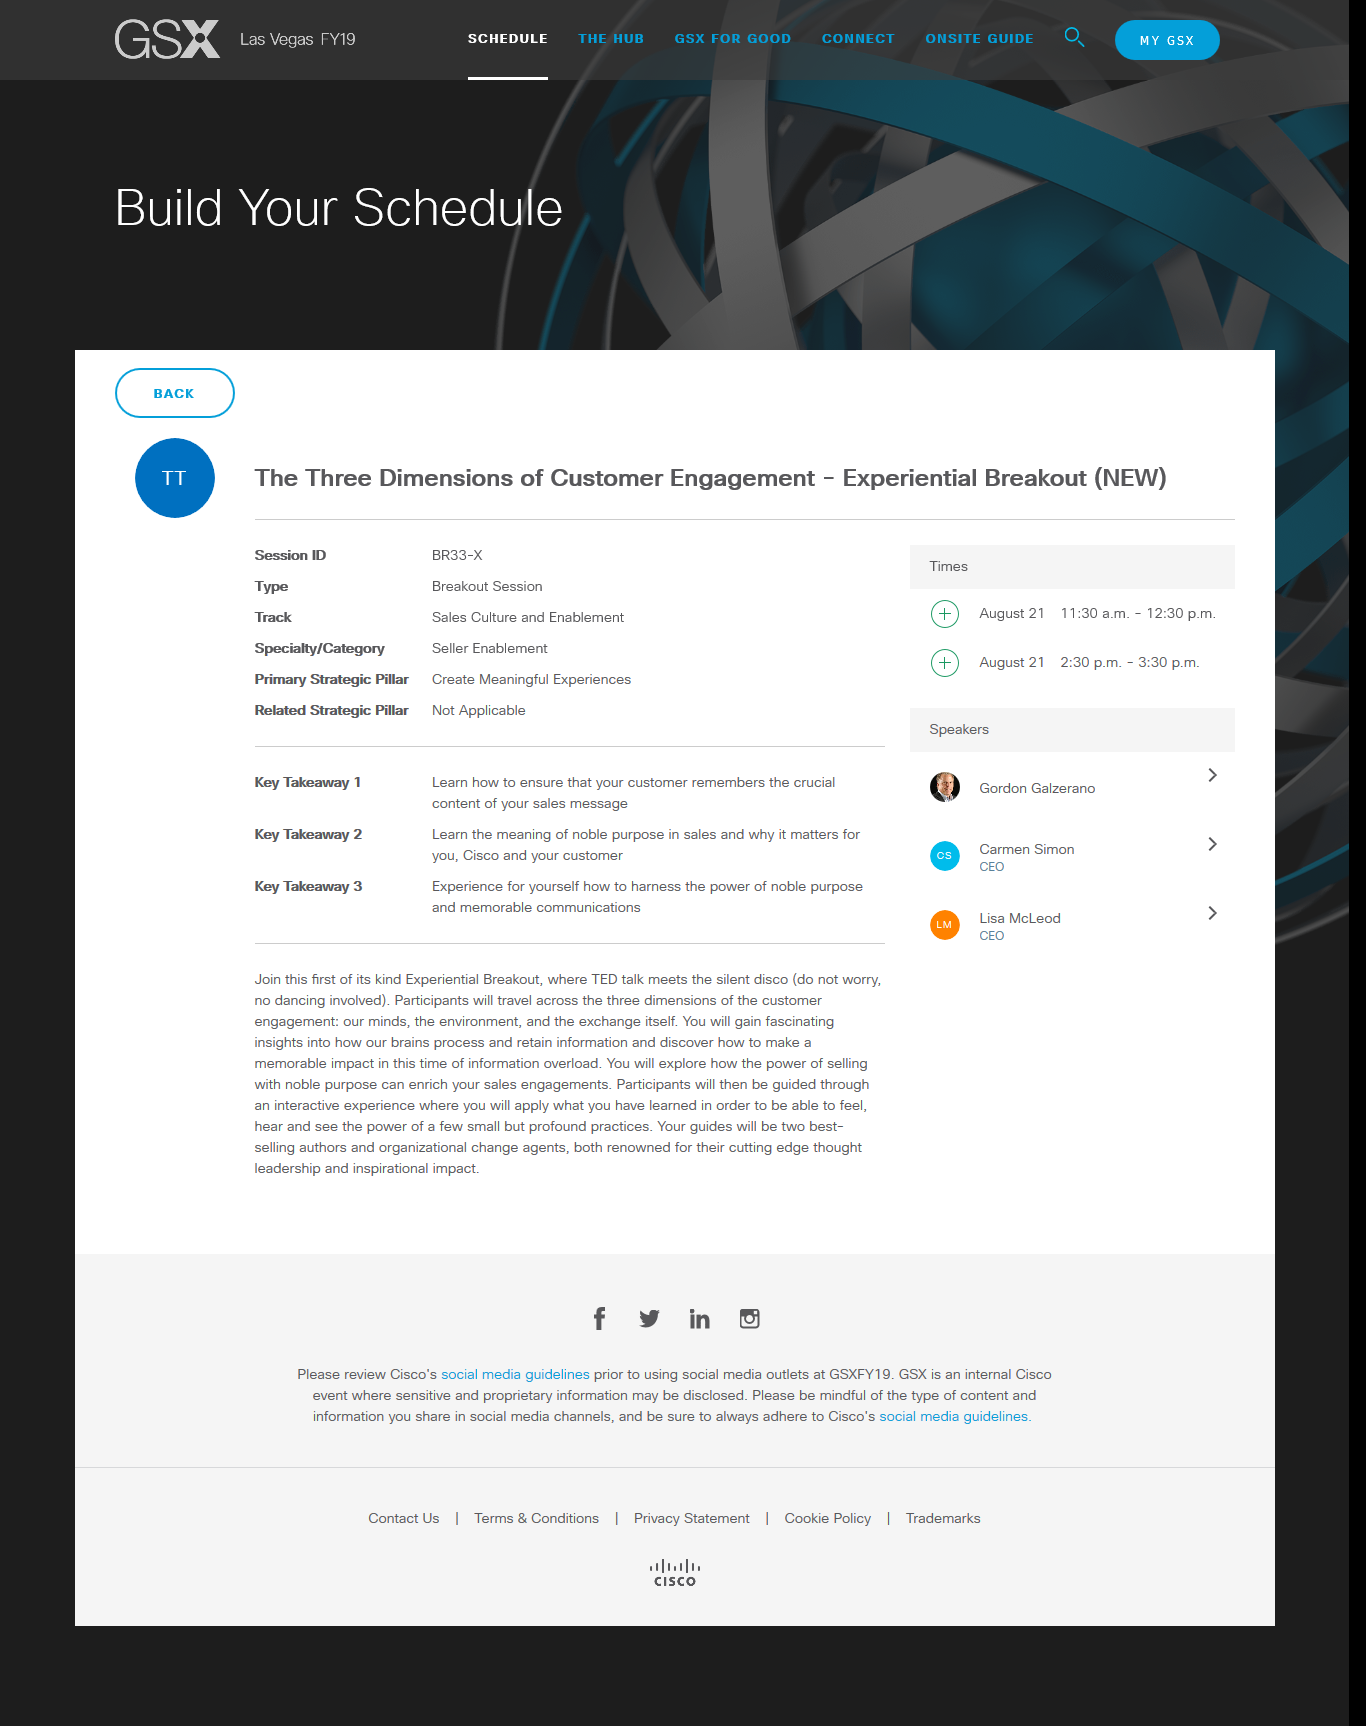 GSX Las Vegas FY19
SCHEDULE THE HUB GSX FOR GOOD CONNECT ONSITE GUIDE MY GSX
Build Your Schedule
BACK
TT
The Three Dimensions of Customer Engagement - Experiential Breakout (NEW)
Session ID BR33-X
Type Breakout Session
Track Sales Culture and Enablement
Specialty/Category Seller Enablement
Primary Strategic Pillar Create Meaningful Experiences
Related Strategic Pillar Not Applicable
Key Takeaway 1 Learn how to ensure that your customer remembers the crucial
content of your sales message
Key Takeaway 2 Learn the meaning of noble purpose in sales and why it matters for
you, Cisco and your customer
Key Takeaway 3 Experience for yourself how to harness the power of noble purpose
and memorable communications
Join this first of its kind Experiential Breakout, where TED talk meets the silent disco (do not worry,
no dancing involved). Participants will travel across the three dimensions of the customer
engagement: our minds, the environment, and the exchange itself. You will gain fascinating
insights into how our brains process and retain information and discover how to make a
memorable impact in this time of information overload. You will explore how the power of selling
with noble purpose can enrich your sales engagements. Participants will then be guided through
an interactive experience where you will apply what you have learned in order to be able to feel,
hear and see the power of a few small but profound practices. Your guides will be two best-
selling authors and organizational change agents, both renowned for their cutting edge thought
leadership and inspirational impact.
Times
August 21 11:30 a.m. - 12:30 p.m.
August 21 2:30 p.m. - 3:30 p.m.
Speakers
Gordon Galzerano
CS Carmen Simon
CEO
LM Lisa McLeod
CEO
Please review Cisco's social media guidelines prior to using social media outlets at GSXFY19. GSX is an internal Cisco
event where sensitive and proprietary information may be disclosed. Please be mindful of the type of content and
information you share in social media channels, and be sure to always adhere to Cisco's social media guidelines.
Contact Us | Terms & Conditions | Privacy Statement | Cookie Policy | Trademarks
CISCO